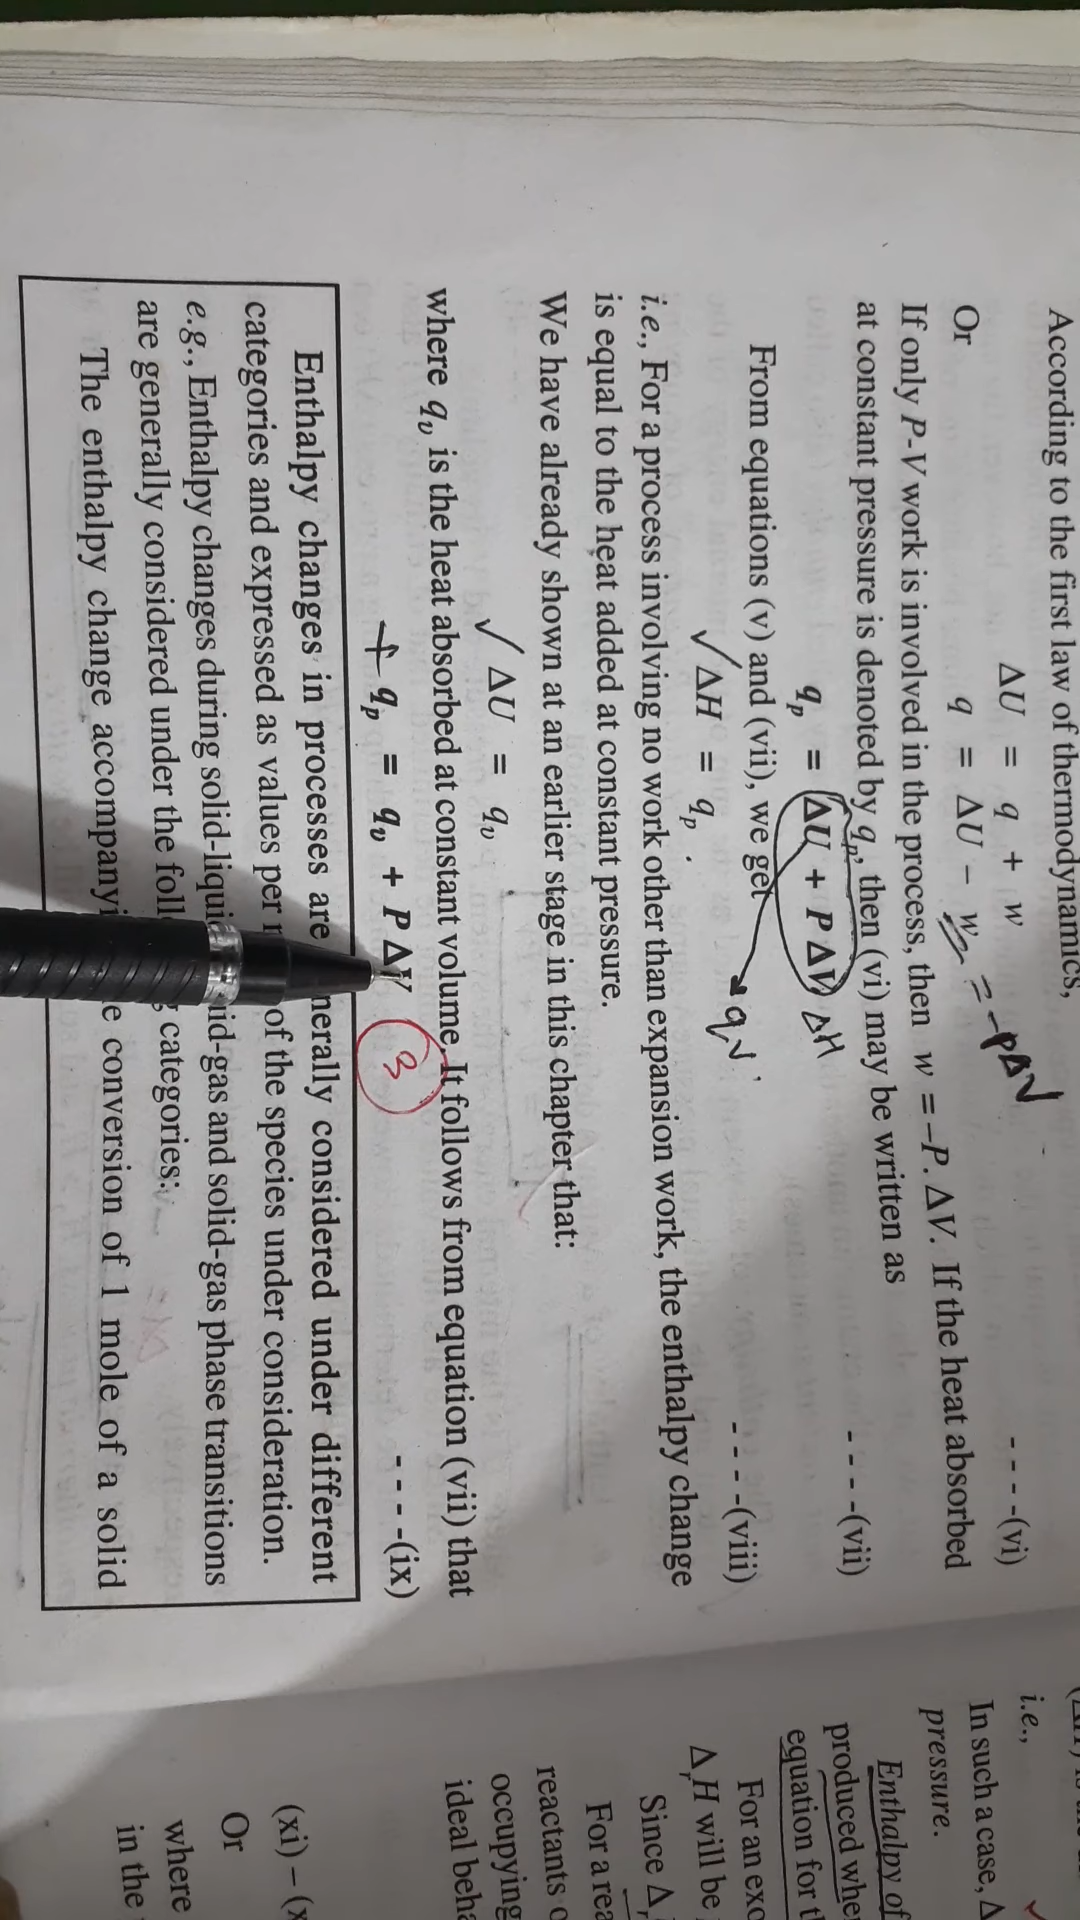 According to the first law of thermodynamics,
ΔU = q + w - - - -(vi)
Or q = ΔU – w = -PΔV
If only P-V work is involved in the process, then w = –P. ΔV. If the heat absorbed
at constant pressure is denoted by qp, then (vi) may be written as
qp = ΔU + P ΔV ΔH - - - -(vii)
From equations (v) and (vii), we get
✓ ΔH = qp. - - - -(viii)
i.e., For a process involving no work other than expansion work, the enthalpy change
is equal to the heat added at constant pressure.
We have already shown at an earlier stage in this chapter that:
✓ ΔU = qv
where qv is the heat absorbed at constant volume. It follows from equation (vii) that
qp = qv + P ΔV 3 - - - -(ix)
Enthalpy changes in processes are nerally considered under different
categories and expressed as values per of the species under consideration.
e.g., Enthalpy changes during solid-liqui id-gas and solid-gas phase transitions
are generally considered under the foll g categories:
The enthalpy change accompanyi e conversion of 1 mole of a solid
i.e.,
In such a case, Δ
pressure.
Enthalpy of
produced whe
equation for t
For an exo
ΔrH will be
Since Δr
For a rea
reactants o
occupying
ideal beha
(xi) – (x
Or
where
in the